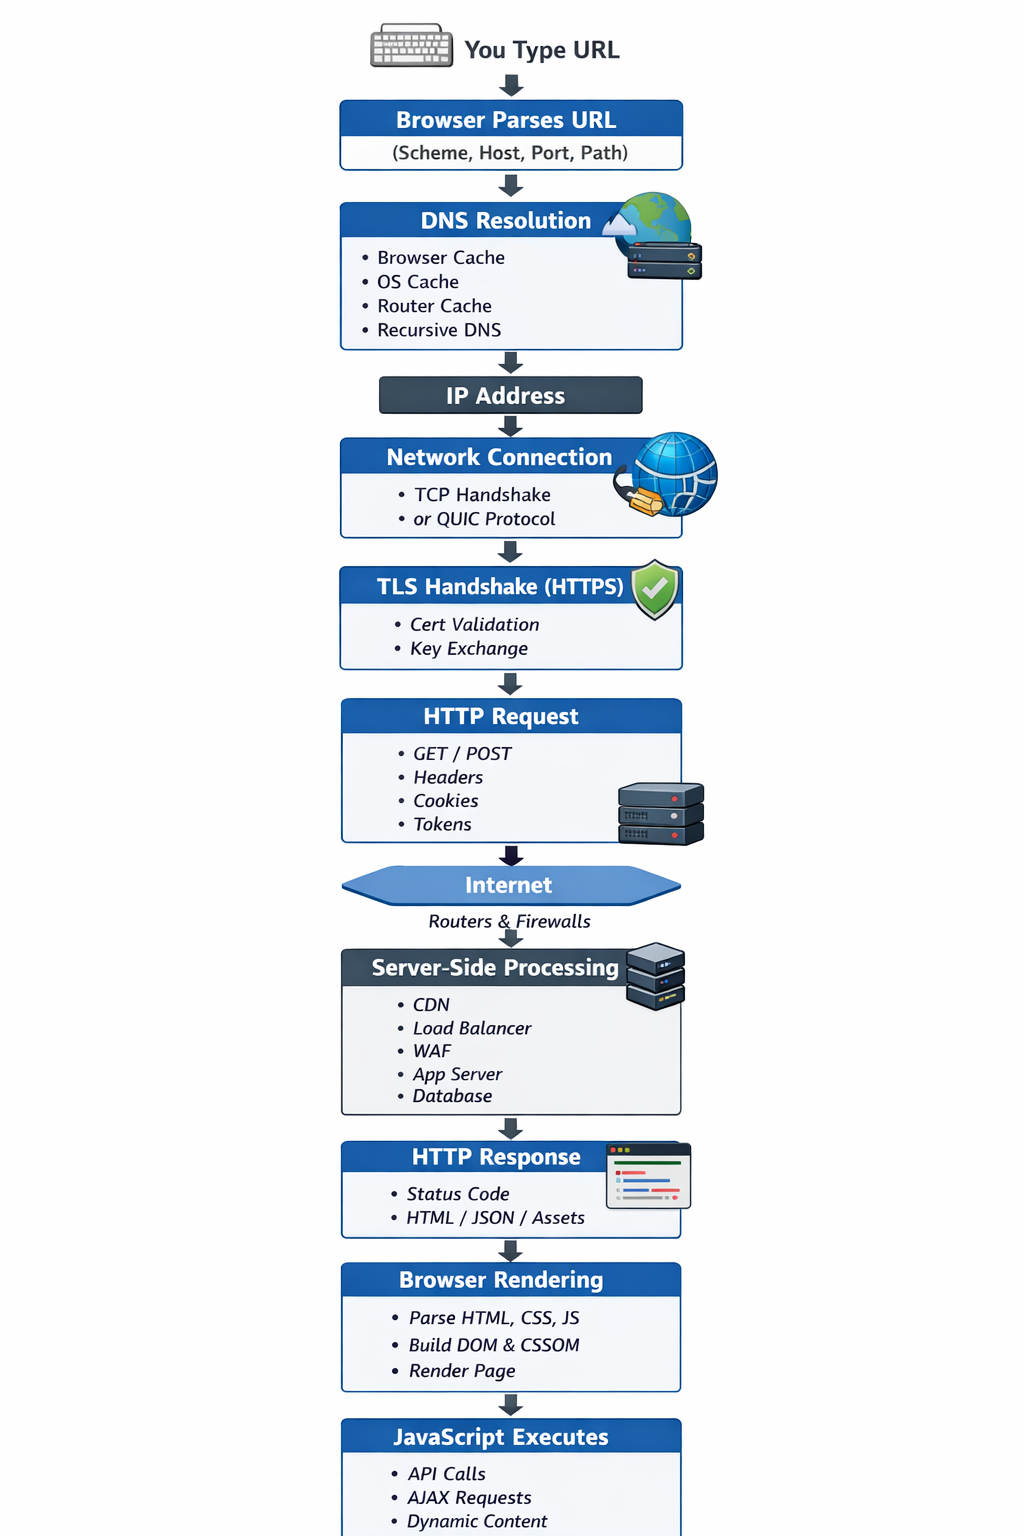 You Type URL
Browser Parses URL
(Scheme, Host, Port, Path)
DNS Resolution
• Browser Cache
• OS Cache
• Router Cache
• Recursive DNS
IP Address
Network Connection
• TCP Handshake
• or QUIC Protocol
TLS Handshake (HTTPS)
• Cert Validation
• Key Exchange
HTTP Request
• GET / POST
• Headers
• Cookies
• Tokens
Internet
Routers & Firewalls
Server-Side Processing
• CDN
• Load Balancer
• WAF
• App Server
• Database
HTTP Response
• Status Code
• HTML / JSON / Assets
Browser Rendering
• Parse HTML, CSS, JS
• Build DOM & CSSOM
• Render Page
JavaScript Executes
• API Calls
• AJAX Requests
• Dynamic Content